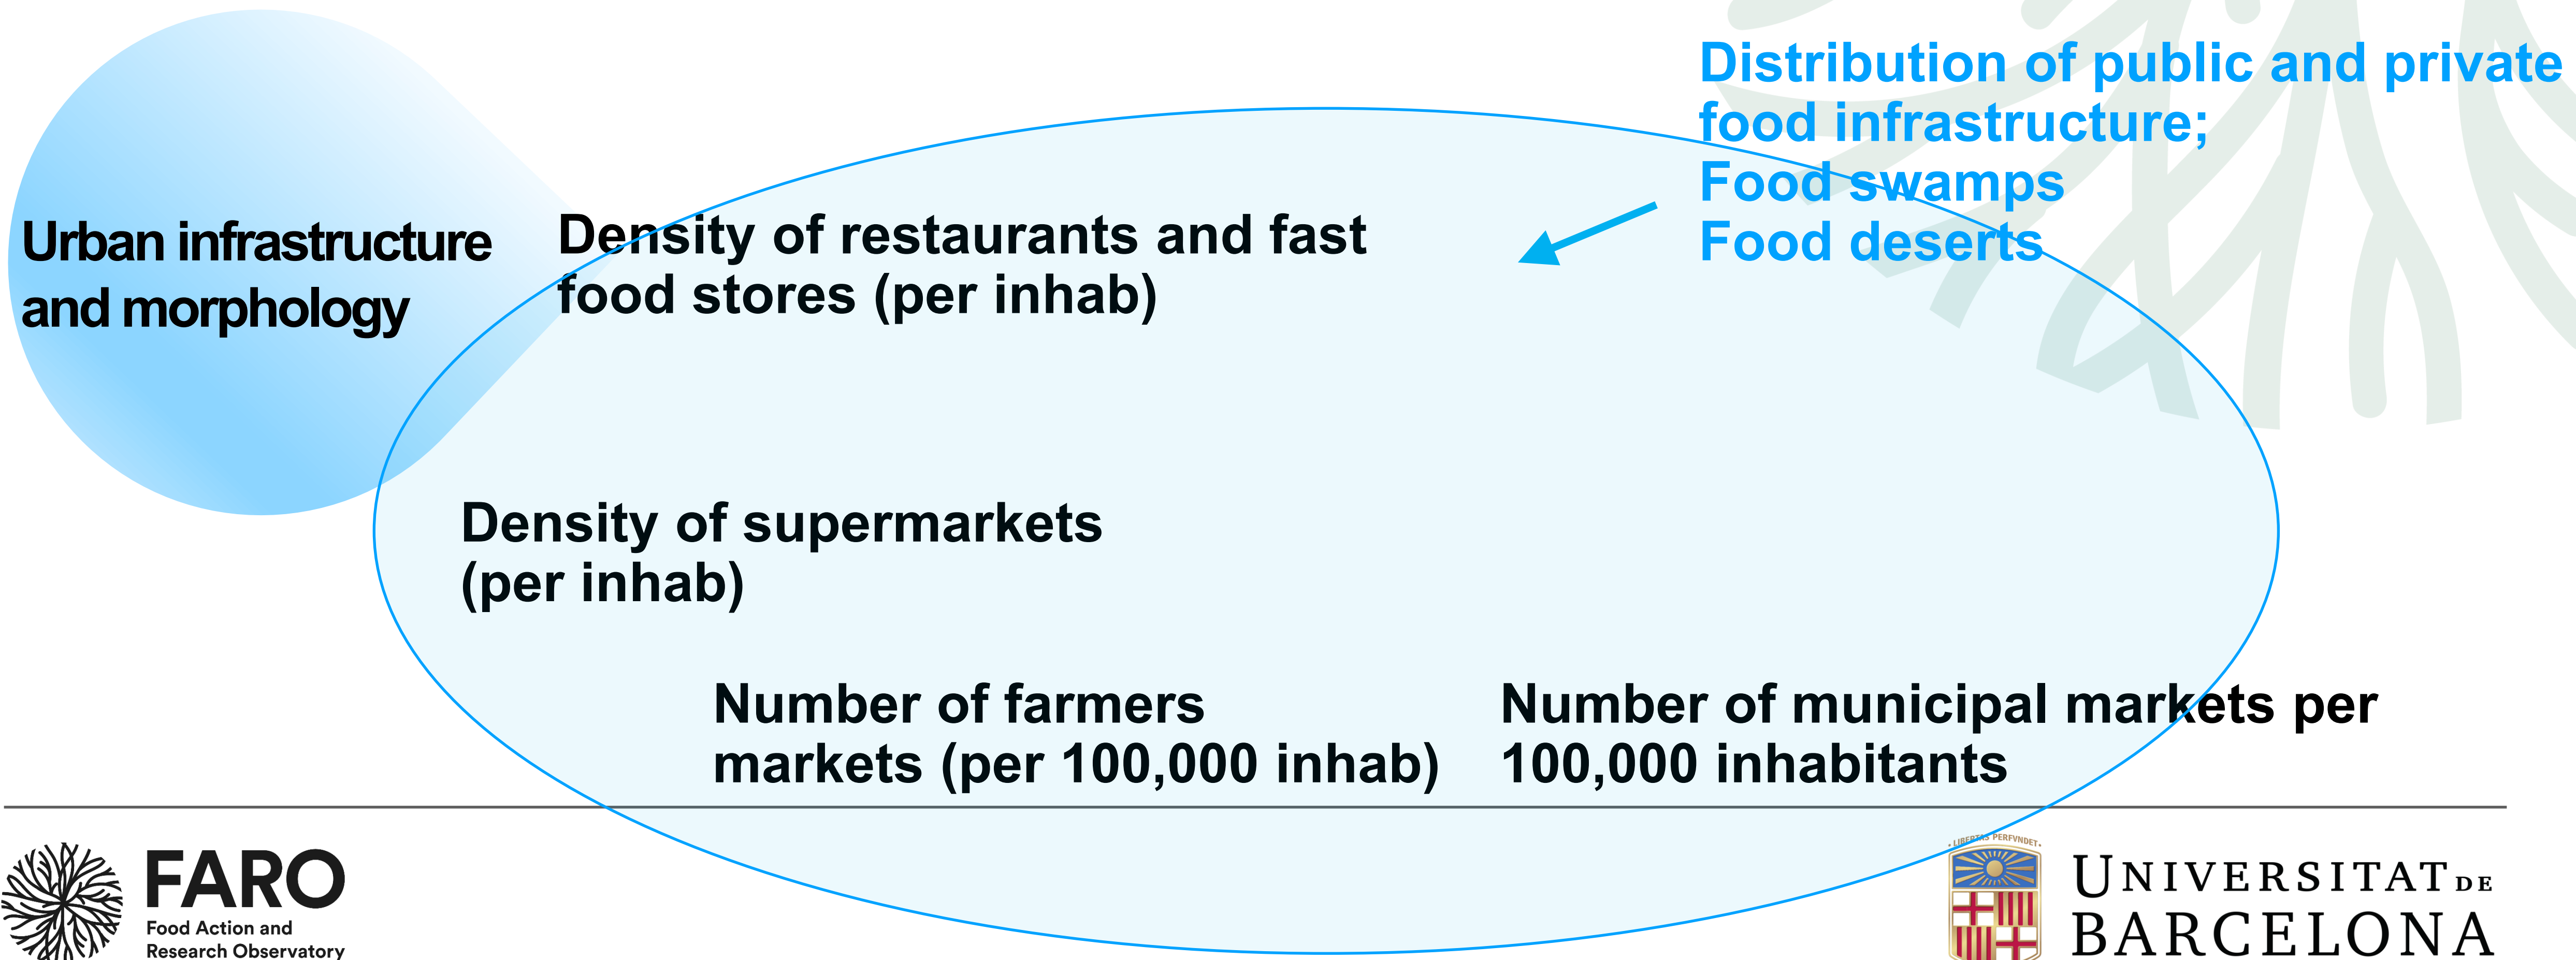 Distribution of public and private
food infrastructure;
Food swamps
Food deserts
Urban infrastructure
and morphology
Density of restaurants and fast
food stores (per inhab)
Density of supermarkets
(per inhab)
Number of farmers
markets (per 100,000 inhab)
Number of municipal markets per
100,000 inhabitants
FARO
Food Action and
Research Observatory
LIBERTAS PERFVNDET
UNIVERSITAT DE
BARCELONA